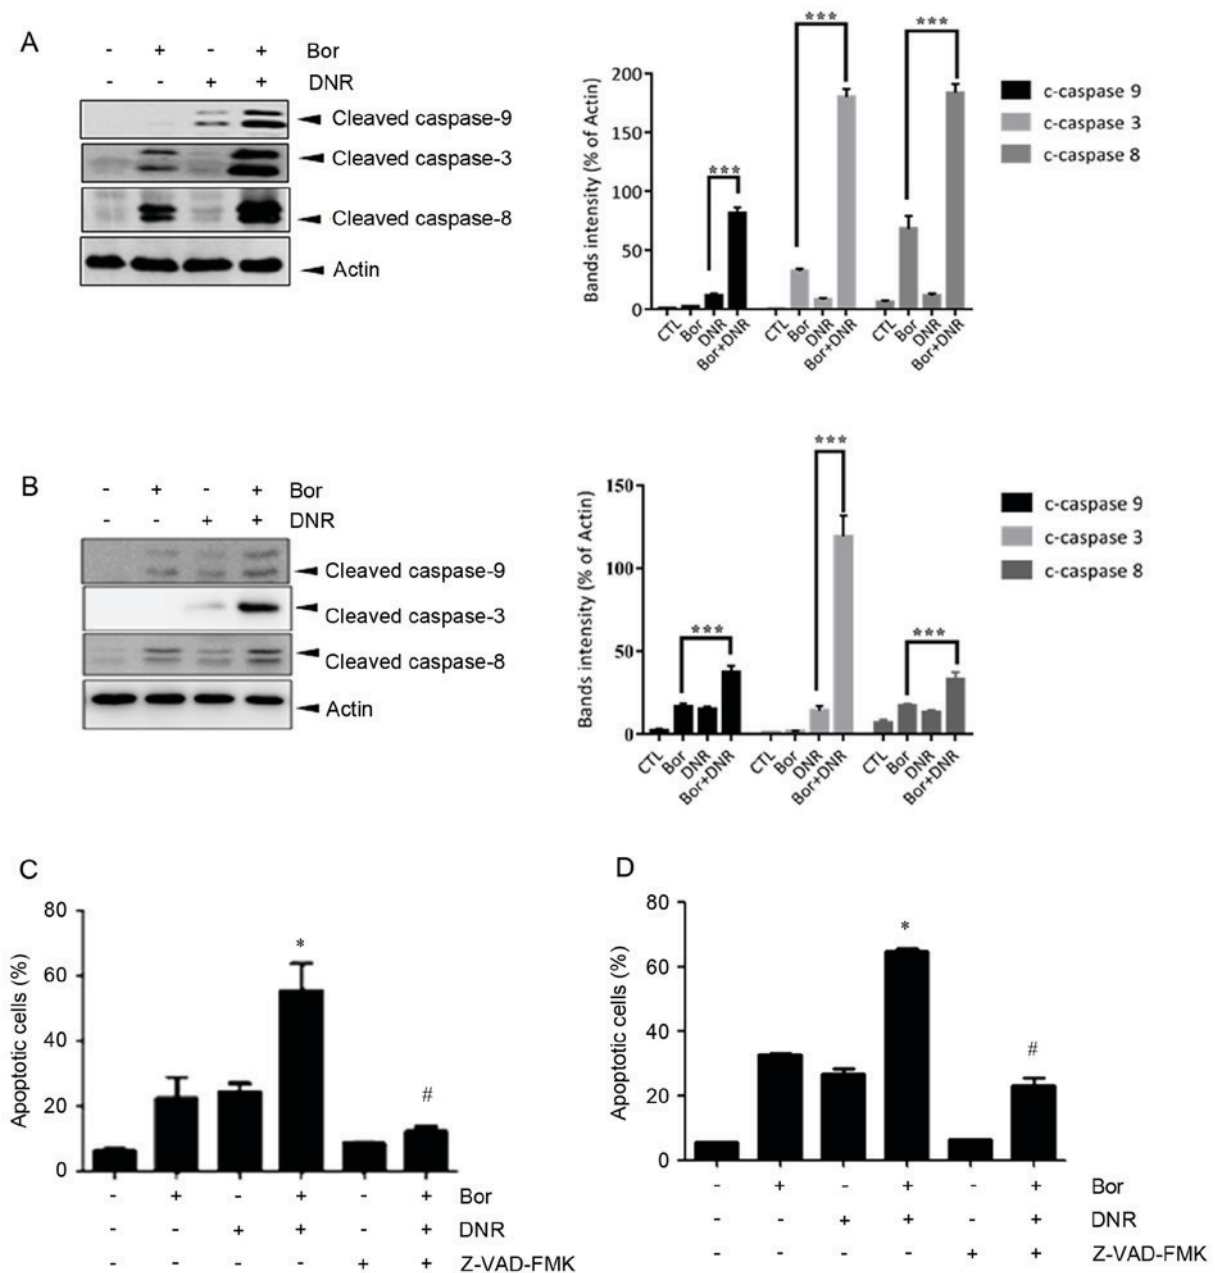 A
- + - + Bor
- - + + DNR
Cleaved caspase-9
Cleaved caspase-3
Cleaved caspase-8
Actin
Bands intensity (% of Actin)
200
150
100
50
0
***
***
***
CTL Bor DNR Bor+DNR CTL Bor DNR Bor+DNR CTL Bor DNR Bor+DNR
c-caspase 9
c-caspase 3
c-caspase 8
B
- + - + Bor
- - + + DNR
Cleaved caspase-9
Cleaved caspase-3
Cleaved caspase-8
Actin
Bands intensity (% of Actin)
150
100
50
0
***
***
***
CTL Bor DNR Bor+DNR CTL Bor DNR Bor+DNR CTL Bor DNR Bor+DNR
c-caspase 9
c-caspase 3
c-caspase 8
C
Apoptotic cells (%)
80
60
40
20
0
*
#
- + - + - + Bor
- - + + - + DNR
- - - - + + Z-VAD-FMK
D
Apoptotic cells (%)
80
60
40
20
0
*
#
- + - + - + Bor
- - + + - + DNR
- - - - + + Z-VAD-FMK